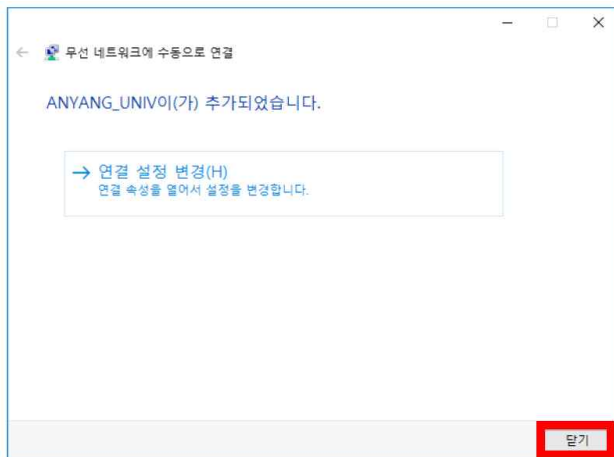 무선 네트워크에 수동으로 연결
ANYANG_UNIV이(가) 추가되었습니다.
→ 연결 설정 변경(H)
연결 속성을 열어서 설정을 변경합니다.
닫기